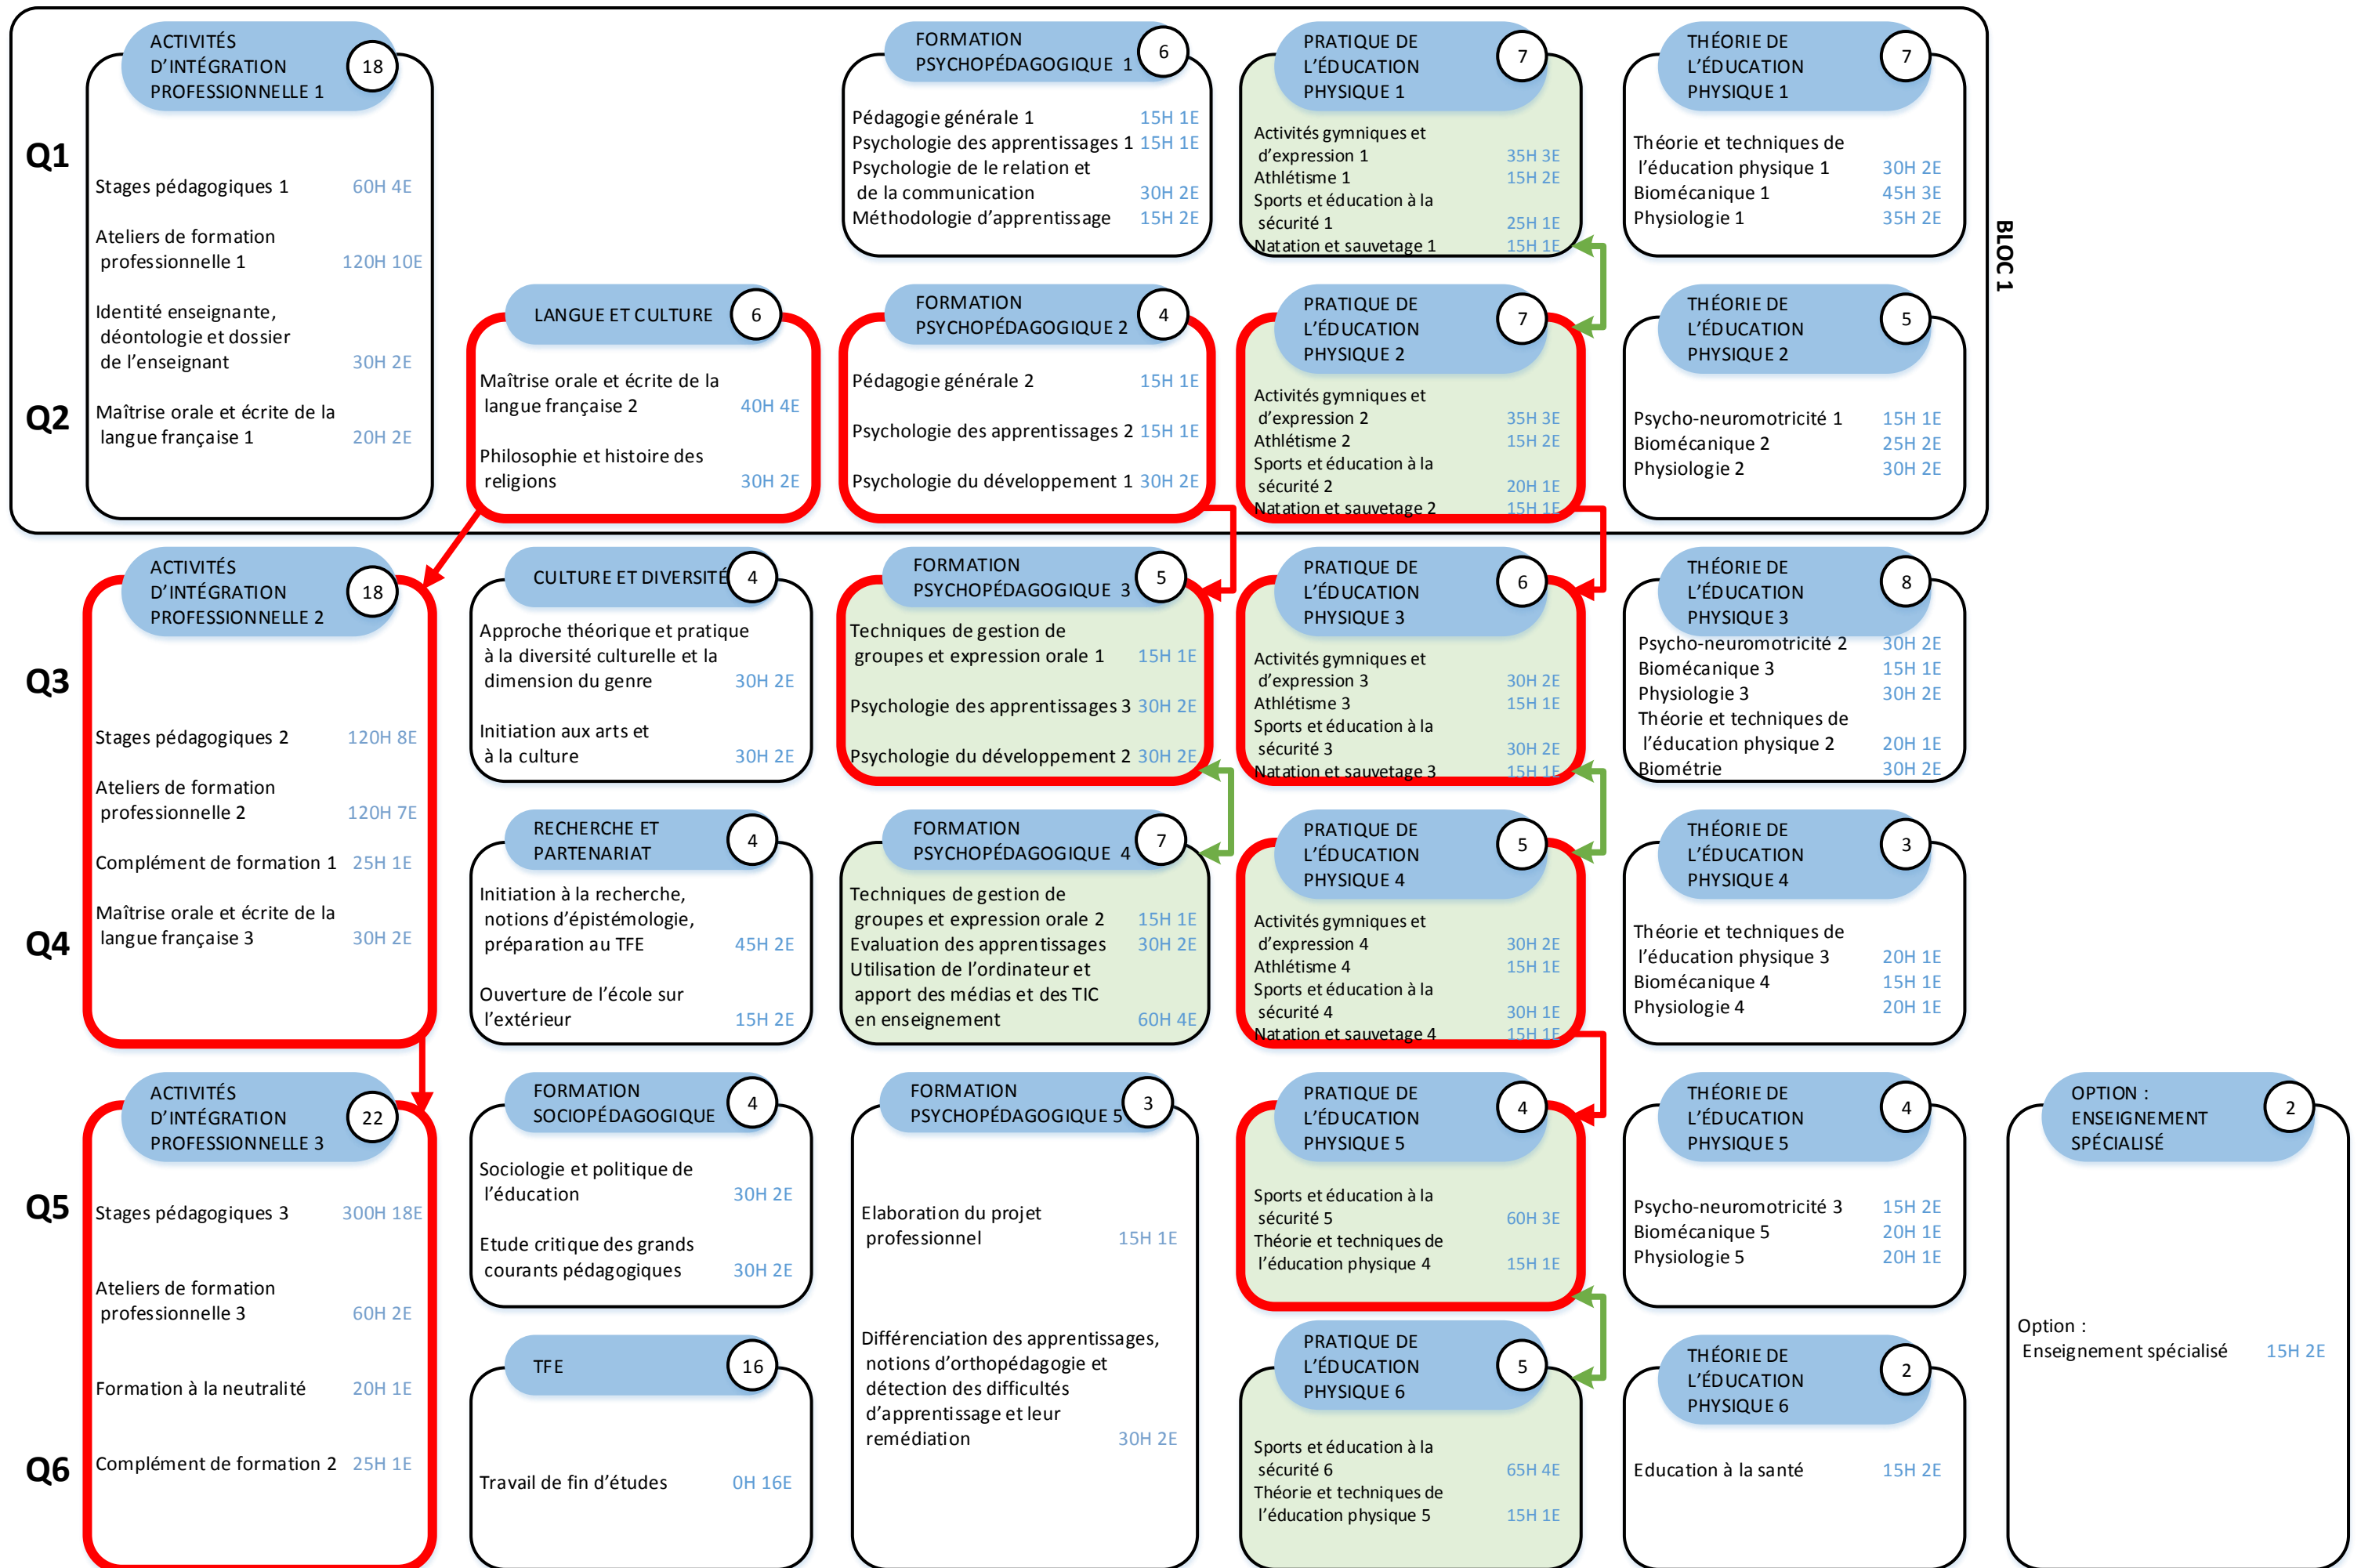 BLOC 1
Q1
Q2
ACTIVITÉS
D'INTÉGRATION
PROFESSIONNELLE 1
18
Stages pédagogiques 1 60H 4E
Ateliers de formation
professionnelle 1 120H 10E
Identité enseignante,
déontologie et dossier
de l'enseignant 30H 2E
Maîtrise orale et écrite de la
langue française 1 20H 2E
FORMATION
PSYCHOPÉDAGOGIQUE 1
6
Pédagogie générale 1 15H 1E
Psychologie des apprentissages 1 15H 1E
Psychologie de le relation et
de la communication 30H 2E
Méthodologie d'apprentissage 15H 2E
PRATIQUE DE
L'ÉDUCATION
PHYSIQUE 1
7
Activités gymniques et
d'expression 1 35H 3E
Athlétisme 1 15H 2E
Sports et éducation à la
sécurité 1 25H 1E
Natation et sauvetage 1 15H 1E
THÉORIE DE
L'ÉDUCATION
PHYSIQUE 1
7
Théorie et techniques de
l'éducation physique 1 30H 2E
Biomécanique 1 45H 3E
Physiologie 1 35H 2E
LANGUE ET CULTURE
6
Maîtrise orale et écrite de la
langue française 2 40H 4E
Philosophie et histoire des
religions 30H 2E
FORMATION
PSYCHOPÉDAGOGIQUE 2
4
Pédagogie générale 2 15H 1E
Psychologie des apprentissages 2 15H 1E
Psychologie du développement 1 30H 2E
PRATIQUE DE
L'ÉDUCATION
PHYSIQUE 2
7
Activités gymniques et
d'expression 2 35H 3E
Athlétisme 2 15H 2E
Sports et éducation à la
sécurité 2 20H 1E
Natation et sauvetage 2 15H 1E
THÉORIE DE
L'ÉDUCATION
PHYSIQUE 2
5
Psycho-neuromotricité 1 15H 1E
Biomécanique 2 25H 2E
Physiologie 2 30H 2E
Q3
Q4
ACTIVITÉS
D'INTÉGRATION
PROFESSIONNELLE 2
18
Stages pédagogiques 2 120H 8E
Ateliers de formation
professionnelle 2 120H 7E
Complément de formation 1 25H 1E
Maîtrise orale et écrite de la
langue française 3 30H 2E
CULTURE ET DIVERSITÉ
4
Approche théorique et pratique
à la diversité culturelle et la
dimension du genre 30H 2E
Initiation aux arts et
à la culture 30H 2E
FORMATION
PSYCHOPÉDAGOGIQUE 3
5
Techniques de gestion de
groupes et expression orale 1 15H 1E
Psychologie des apprentissages 3 30H 2E
Psychologie du développement 2 30H 2E
PRATIQUE DE
L'ÉDUCATION
PHYSIQUE 3
6
Activités gymniques et
d'expression 3 30H 2E
Athlétisme 3 15H 1E
Sports et éducation à la
sécurité 3 30H 2E
Natation et sauvetage 3 15H 1E
THÉORIE DE
L'ÉDUCATION
PHYSIQUE 3
8
Psycho-neuromotricité 2 30H 2E
Biomécanique 3 15H 1E
Physiologie 3 30H 2E
Théorie et techniques de
l'éducation physique 2 20H 1E
Biométrie 30H 2E
RECHERCHE ET
PARTENARIAT
4
Initiation à la recherche,
notions d'épistémologie,
préparation au TFE 45H 2E
Ouverture de l'école sur
l'extérieur 15H 2E
FORMATION
PSYCHOPÉDAGOGIQUE 4
7
Techniques de gestion de
groupes et expression orale 2 15H 1E
Evaluation des apprentissages 30H 2E
Utilisation de l'ordinateur et
apport des médias et des TIC
en enseignement 60H 4E
PRATIQUE DE
L'ÉDUCATION
PHYSIQUE 4
5
Activités gymniques et
d'expression 4 30H 2E
Athlétisme 4 15H 1E
Sports et éducation à la
sécurité 4 30H 1E
Natation et sauvetage 4 15H 1E
THÉORIE DE
L'ÉDUCATION
PHYSIQUE 4
3
Théorie et techniques de
l'éducation physique 3 20H 1E
Biomécanique 4 15H 1E
Physiologie 4 20H 1E
Q5
Q6
ACTIVITÉS
D'INTÉGRATION
PROFESSIONNELLE 3
22
Stages pédagogiques 3 300H 18E
Ateliers de formation
professionnelle 3 60H 2E
Formation à la neutralité 20H 1E
Complément de formation 2 25H 1E
FORMATION
SOCIOPÉDAGOGIQUE
4
Sociologie et politique de
l'éducation 30H 2E
Etude critique des grands
courants pédagogiques 30H 2E
FORMATION
PSYCHOPÉDAGOGIQUE 5
3
Elaboration du projet
professionnel 15H 1E
Différenciation des apprentissages,
notions d'orthopédagogie et
détection des difficultés
d'apprentissage et leur
remédiation 30H 2E
PRATIQUE DE
L'ÉDUCATION
PHYSIQUE 5
4
Sports et éducation à la
sécurité 5 60H 3E
Théorie et techniques de
l'éducation physique 4 15H 1E
THÉORIE DE
L'ÉDUCATION
PHYSIQUE 5
4
Psycho-neuromotricité 3 15H 2E
Biomécanique 5 20H 1E
Physiologie 5 20H 1E
OPTION :
ENSEIGNEMENT
SPÉCIALISÉ
2
Option :
Enseignement spécialisé 15H 2E
TFE
16
Travail de fin d'études 0H 16E
PRATIQUE DE
L'ÉDUCATION
PHYSIQUE 6
5
Sports et éducation à la
sécurité 6 65H 4E
Théorie et techniques de
l'éducation physique 5 15H 1E
THÉORIE DE
L'ÉDUCATION
PHYSIQUE 6
2
Education à la santé 15H 2E